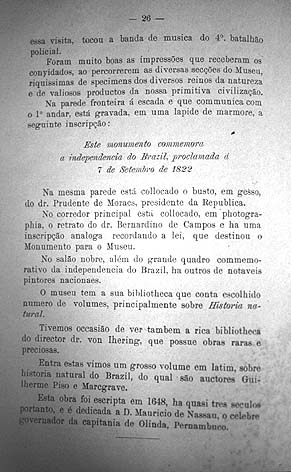 — 26 —
essa visita, tocou a banda de musica do 4º. batalhão
policial.
Foram muito boas as impressões que receberam os
convidados, ao percorrerem as diversas secções do Museu,
riquissimas de specimens dos diversos reinos da natureza
e de valiosos productos da nossa primitiva civilização.
Na parede fronteira á escada e que communica com
o 1º andar, está gravada, em uma lapide de marmore, a
seguinte inscripção:
Este monumento commemora
a independencia do Brazil, proclamada á
7 de Setembro de 1822
Na mesma parede está collocado o busto, em gesso,
do dr. Prudente de Moraes, presidente da Republica.
No corredor principal está collocado, em photogra-
phia, o retrato do dr. Bernardino de Campos e ha uma
inscripção analoga recordando a lei, que destinou o
Monumento para o Museu.
No salão nobre, além do grande quadro commemo-
rativo da independencia do Brazil, ha outros de notaveis
pintores nacionaes.
O museu tem a sua bibliotheca que conta escolhido
numero de volumes, principalmente sobre Historia na-
tural.
Tivemos occasião de ver tambem a rica bibliotheca
do director dr. von Ihering, que possue obras raras e
preciosas.
Entre estas vimos um grosso volume em latim, sobre
historia natural do Brazil, do qual são auctores Gui-
lherme Piso e Marcgrave.
Esta obra foi escripta em 1648, ha quasi tres seculos
portanto, e é dedicada a D. Mauricio de Nassau, o celebre
governador da capitania de Olinda, Pernambuco.